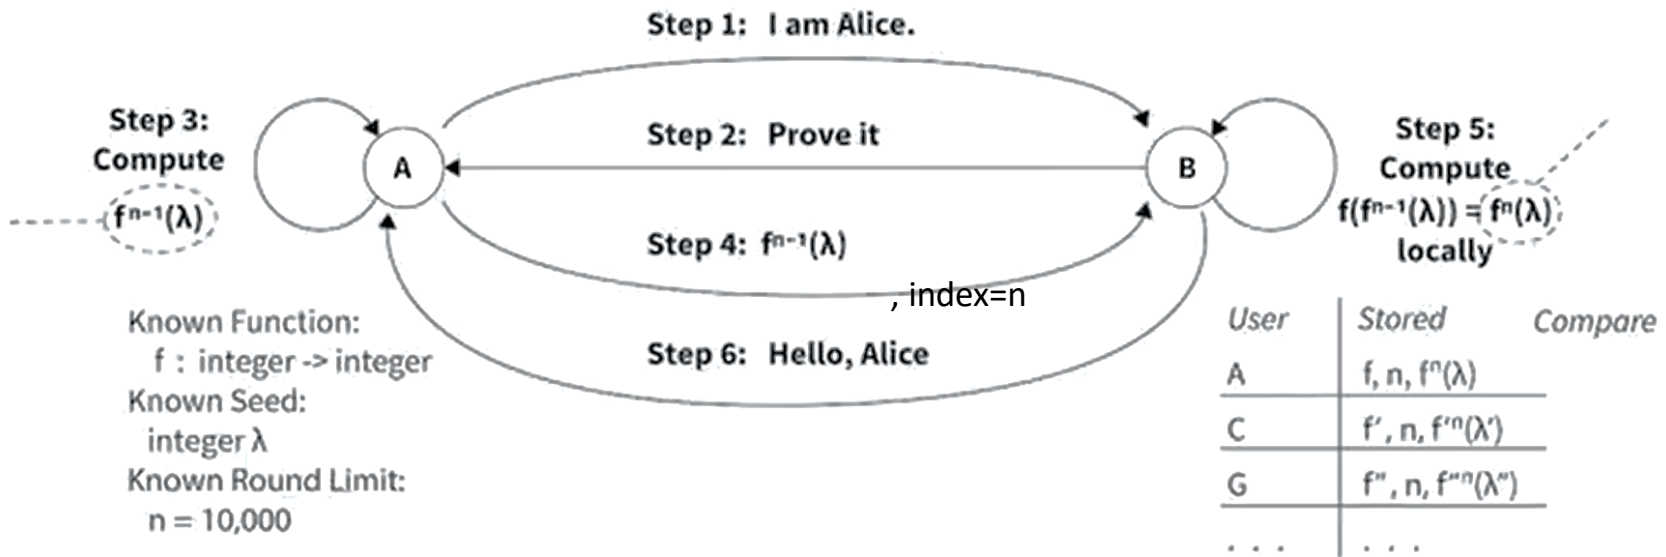 Step 1: I am Alice.
Step 2: Prove it
Step 3:
Compute
fⁿ⁻¹(λ)
A
B
Step 4: fⁿ⁻¹(λ)
, index=n
Step 5:
Compute
f(fⁿ⁻¹(λ)) = fⁿ(λ)
locally
Step 6: Hello, Alice
Known Function:
f : integer -> integer
Known Seed:
integer λ
Known Round Limit:
n = 10,000
User Stored Compare
A f, n, fⁿ(λ)
C f′, n, f′ⁿ(λ′)
G f″, n, f″ⁿ(λ″)
. . . . . .